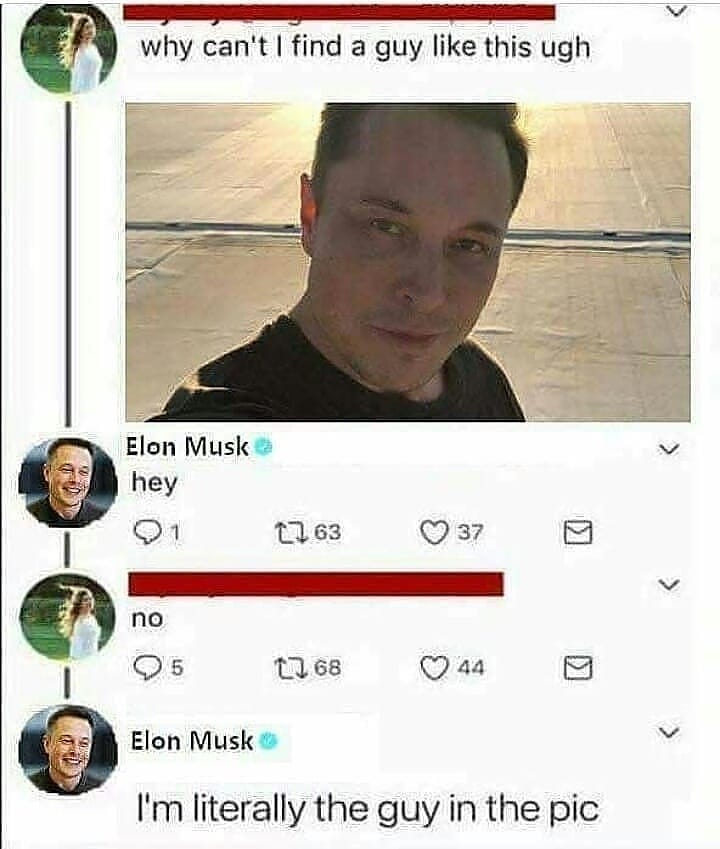 why can't I find a guy like this ugh
Elon Musk
hey
1 63 37
no
5 68 44
Elon Musk
I'm literally the guy in the pic